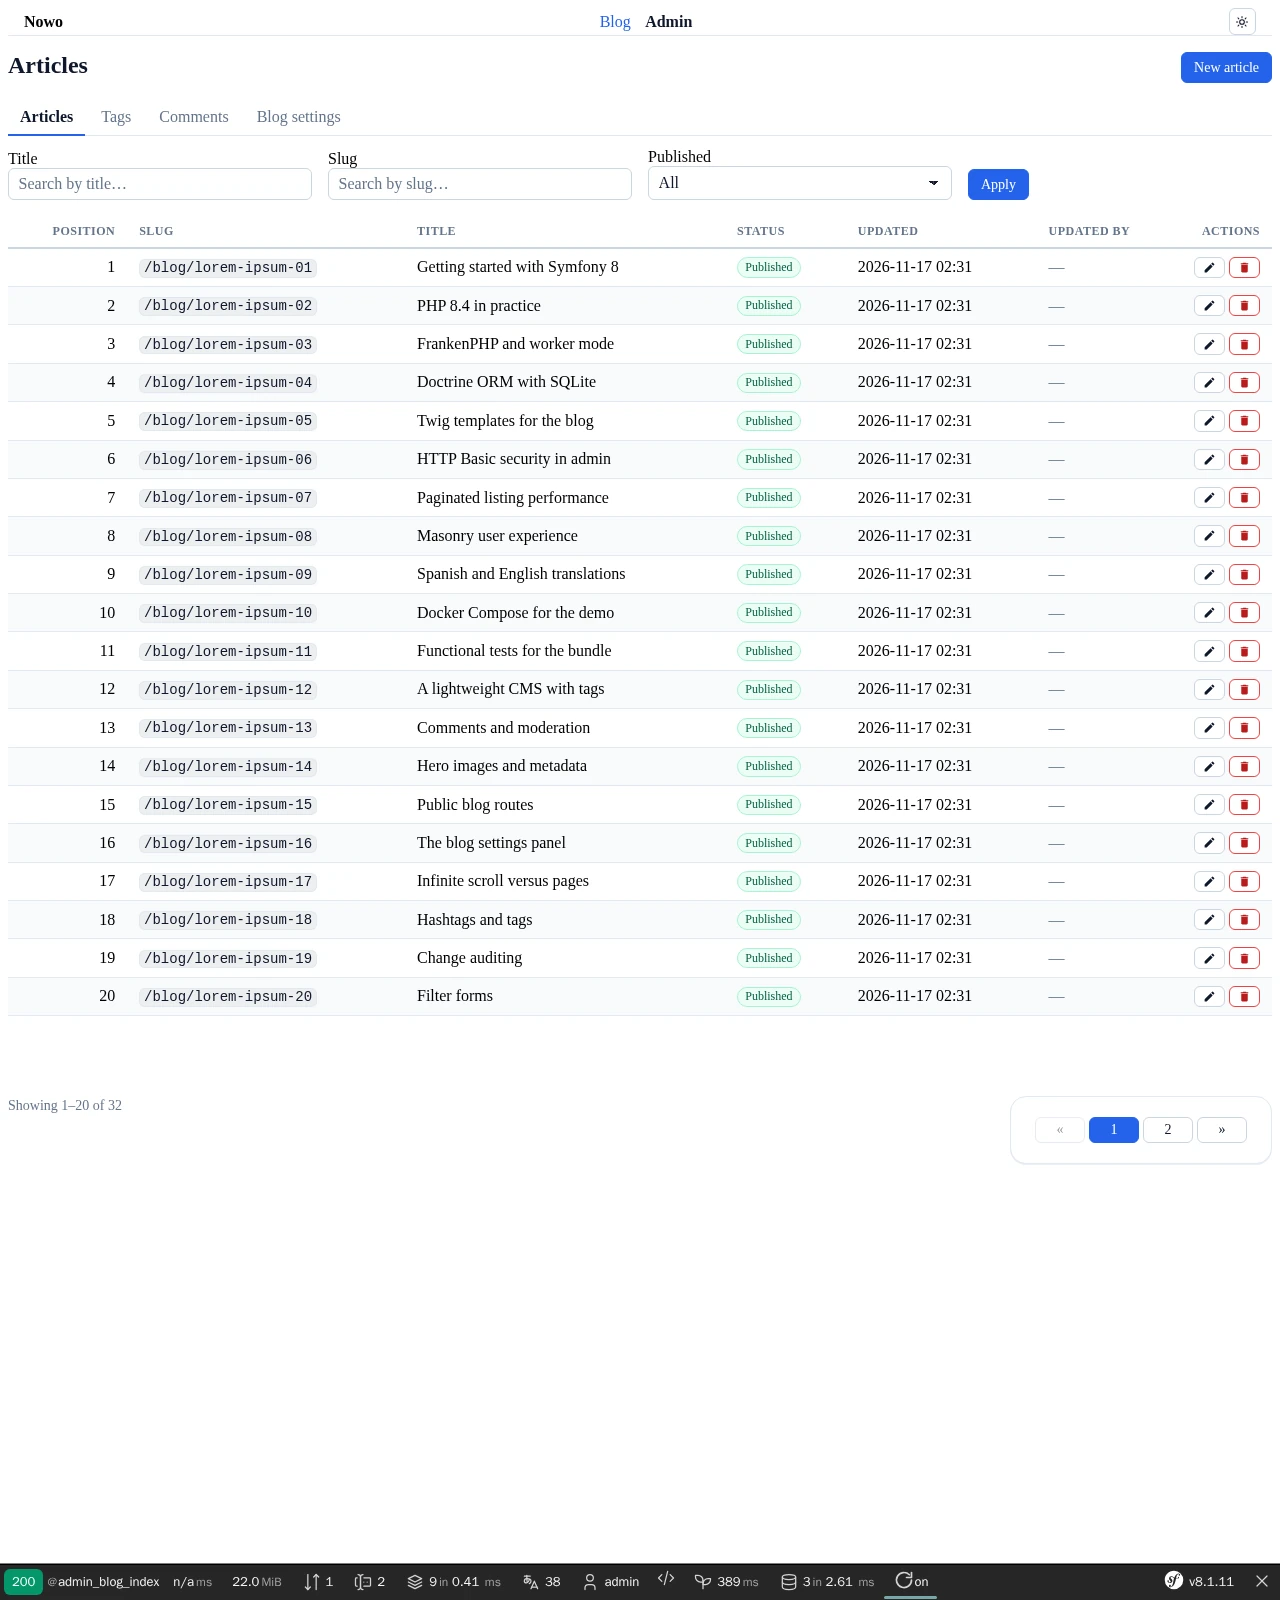 Nowo Blog Admin
Articles New article
Articles Tags Comments Blog settings
Title Slug Published
Search by title… Search by slug… All Apply
POSITION SLUG TITLE STATUS UPDATED UPDATED BY ACTIONS
1 /blog/lorem-ipsum-01 Getting started with Symfony 8 Published 2026-11-17 02:31 —
2 /blog/lorem-ipsum-02 PHP 8.4 in practice Published 2026-11-17 02:31 —
3 /blog/lorem-ipsum-03 FrankenPHP and worker mode Published 2026-11-17 02:31 —
4 /blog/lorem-ipsum-04 Doctrine ORM with SQLite Published 2026-11-17 02:31 —
5 /blog/lorem-ipsum-05 Twig templates for the blog Published 2026-11-17 02:31 —
6 /blog/lorem-ipsum-06 HTTP Basic security in admin Published 2026-11-17 02:31 —
7 /blog/lorem-ipsum-07 Paginated listing performance Published 2026-11-17 02:31 —
8 /blog/lorem-ipsum-08 Masonry user experience Published 2026-11-17 02:31 —
9 /blog/lorem-ipsum-09 Spanish and English translations Published 2026-11-17 02:31 —
10 /blog/lorem-ipsum-10 Docker Compose for the demo Published 2026-11-17 02:31 —
11 /blog/lorem-ipsum-11 Functional tests for the bundle Published 2026-11-17 02:31 —
12 /blog/lorem-ipsum-12 A lightweight CMS with tags Published 2026-11-17 02:31 —
13 /blog/lorem-ipsum-13 Comments and moderation Published 2026-11-17 02:31 —
14 /blog/lorem-ipsum-14 Hero images and metadata Published 2026-11-17 02:31 —
15 /blog/lorem-ipsum-15 Public blog routes Published 2026-11-17 02:31 —
16 /blog/lorem-ipsum-16 The blog settings panel Published 2026-11-17 02:31 —
17 /blog/lorem-ipsum-17 Infinite scroll versus pages Published 2026-11-17 02:31 —
18 /blog/lorem-ipsum-18 Hashtags and tags Published 2026-11-17 02:31 —
19 /blog/lorem-ipsum-19 Change auditing Published 2026-11-17 02:31 —
20 /blog/lorem-ipsum-20 Filter forms Published 2026-11-17 02:31 —
Showing 1–20 of 32
« 1 2 »
200 @admin_blog_index n/a ms 22.0 MiB 1 2 9 in 0.41 ms 38 admin 389 ms 3 in 2.61 ms on sf v8.1.11